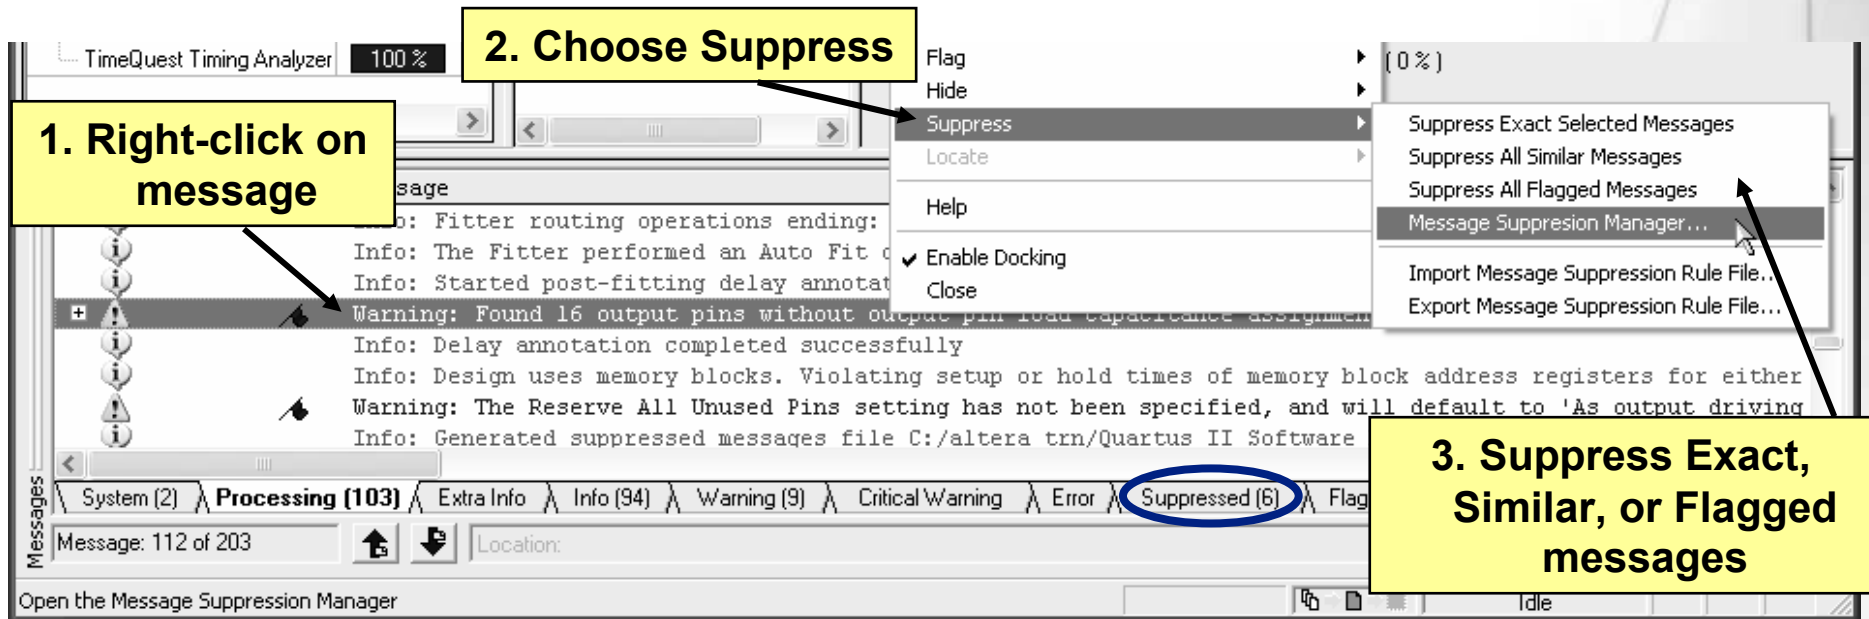 2. Choose Suppress
TimeQuest Timing Analyzer 100 %
Flag
(0%)
Hide
1. Right-click on
message
Suppress
Locate
Help
Enable Docking
Close
Suppress Exact Selected Messages
Suppress All Similar Messages
Suppress All Flagged Messages
Message Suppresion Manager...
Import Message Suppression Rule File...
Export Message Suppression Rule File...
Info: Fitter routing operations ending:
Info: The Fitter performed an Auto Fit
Info: Started post-fitting delay
Warning: Found 16 output pins without output pin load capacitance
Info: Delay annotation completed successfully
Info: Design uses memory blocks. Violating setup or hold times of memory block address registers for either
Warning: The Reserve All Unused Pins setting has not been specified, and will default to 'As output driving
Info: Generated suppressed messages file C:/altera_trn/Quartus II Software
3. Suppress Exact,
Similar, or Flagged
messages
Messages
System (2) Processing (103) Extra Info Info (94) Warning (9) Critical Warning Error Suppressed (6) Flag
Message: 112 of 203 Location:
Open the Message Suppression Manager Idle